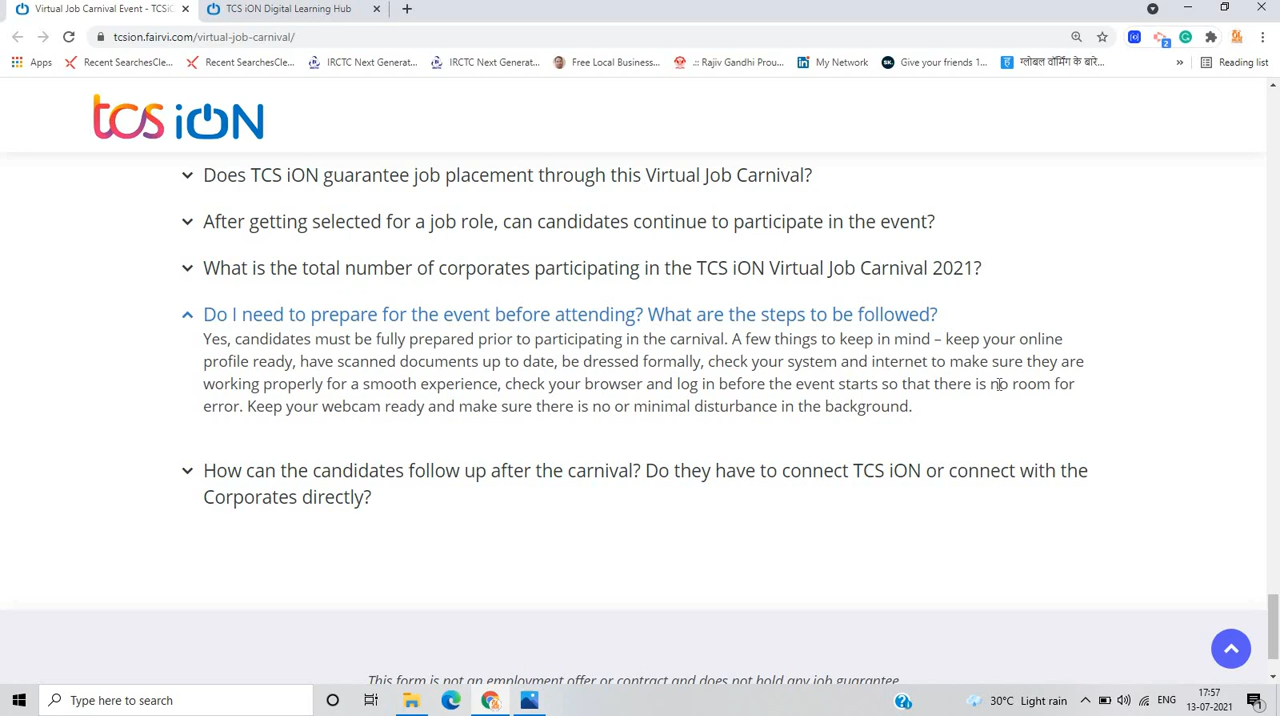 Virtual Job Carnival Event - TCSi
TCS iON Digital Learning Hub
tcsion.fairvi.com/virtual-job-carnival/
2
Apps
Recent SearchesCle...
Recent SearchesCle...
IRCTC Next Generat...
IRCTC Next Generat...
Free Local Business...
.:: Rajiv Gandhi Prou...
My Network
Give your friends 1...
ग्लोबल वॉर्मिंग के बारे...
Reading list
tcs iON
Does TCS iON guarantee job placement through this Virtual Job Carnival?
After getting selected for a job role, can candidates continue to participate in the event?
What is the total number of corporates participating in the TCS iON Virtual Job Carnival 2021?
Do I need to prepare for the event before attending? What are the steps to be followed?
Yes, candidates must be fully prepared prior to participating in the carnival. A few things to keep in mind – keep your online
profile ready, have scanned documents up to date, be dressed formally, check your system and internet to make sure they are
working properly for a smooth experience, check your browser and log in before the event starts so that there is no room for
error. Keep your webcam ready and make sure there is no or minimal disturbance in the background.
How can the candidates follow up after the carnival? Do they have to connect TCS iON or connect with the
Corporates directly?
This form is not an employment offer or contract and does not hold any job guarantee
Type here to search
30°C Light rain
ENG
17:57
13-07-2021
1